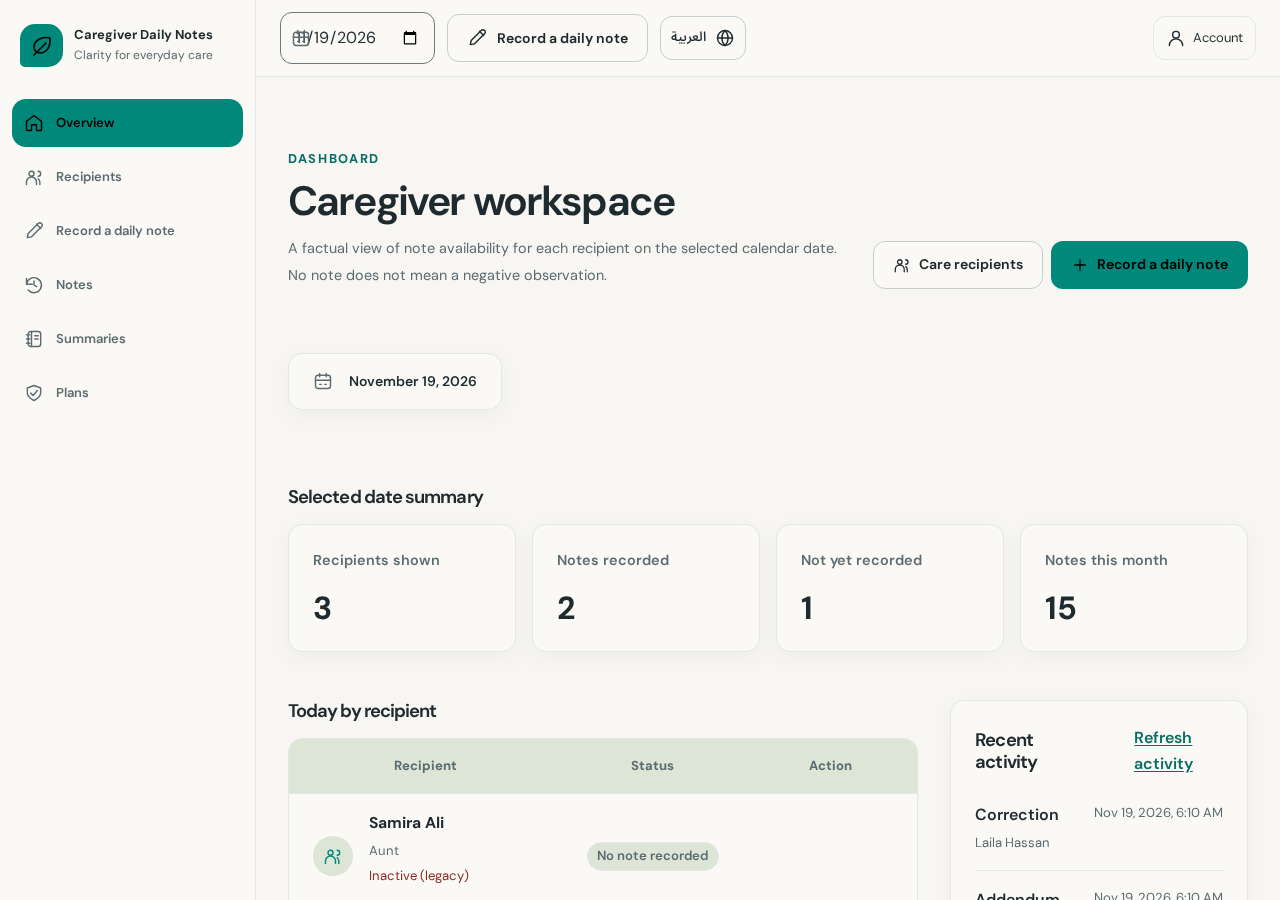 Caregiver Daily Notes
Clarity for everyday care
Overview
Recipients
Record a daily note
Notes
Summaries
Plans
/19/2026
Record a daily note
العربية
Account
DASHBOARD
Caregiver workspace
A factual view of note availability for each recipient on the selected calendar date.
No note does not mean a negative observation.
Care recipients
Record a daily note
November 19, 2026
Selected date summary
Recipients shown
3
Notes recorded
2
Not yet recorded
1
Notes this month
15
Today by recipient
Recipient
Status
Action
Samira Ali
Aunt
Inactive (legacy)
No note recorded
Recent
activity
Refresh
activity
Correction
Nov 19, 2026, 6:10 AM
Laila Hassan
Addendum
Nov 19, 2026, 6:10 AM